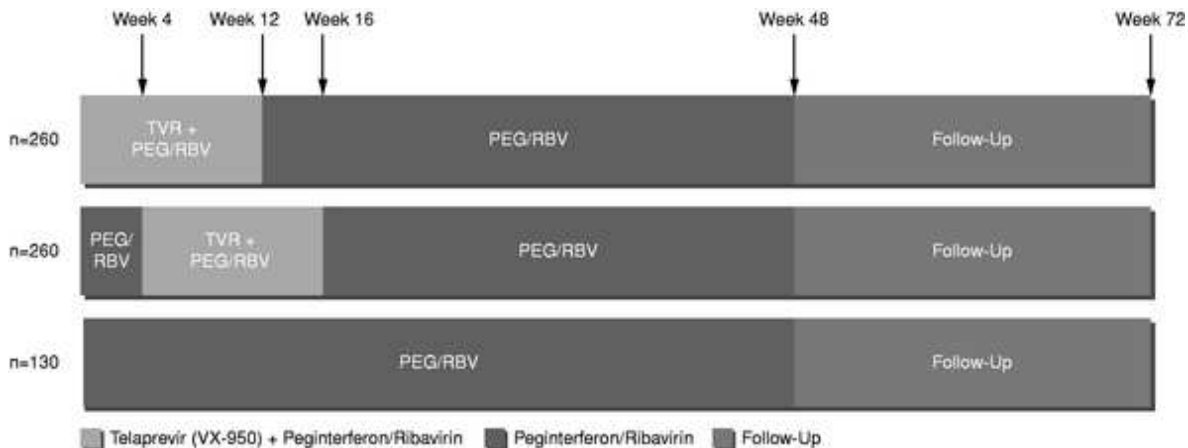 Week 4 Week 12 Week 16 Week 48 Week 72
n=260
TVR +
PEG/RBV
PEG/RBV
Follow-Up
n=260
PEG/
RBV
TVR +
PEG/RBV
PEG/RBV
Follow-Up
n=130
PEG/RBV
Follow-Up
Telaprevir (VX-950) + Peginterferon/Ribavirin Peginterferon/Ribavirin Follow-Up